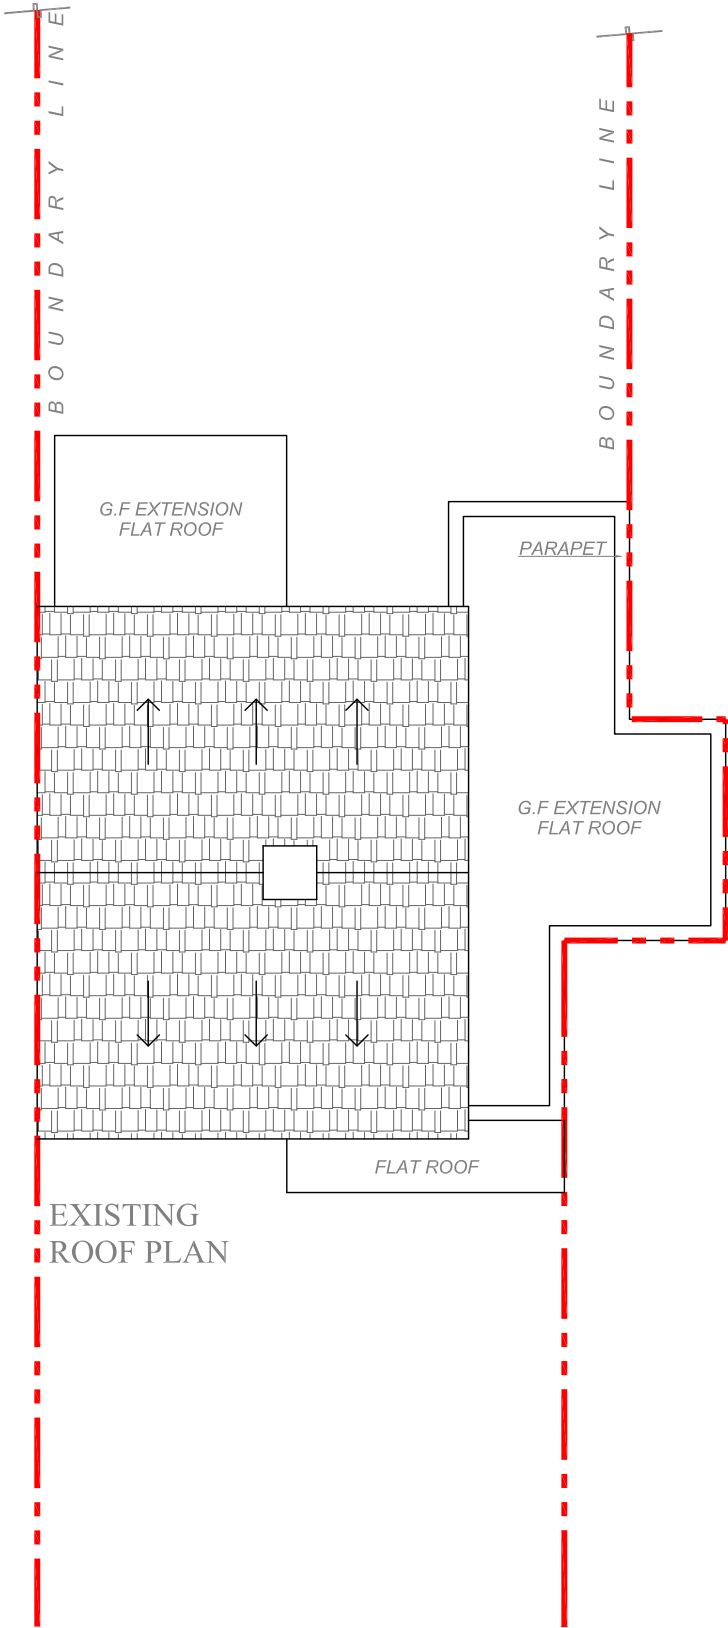 BOUNDARY LINE
BOUNDARY LINE
G.F EXTENSION
FLAT ROOF
PARAPET
G.F EXTENSION
FLAT ROOF
FLAT ROOF
EXISTING
ROOF PLAN